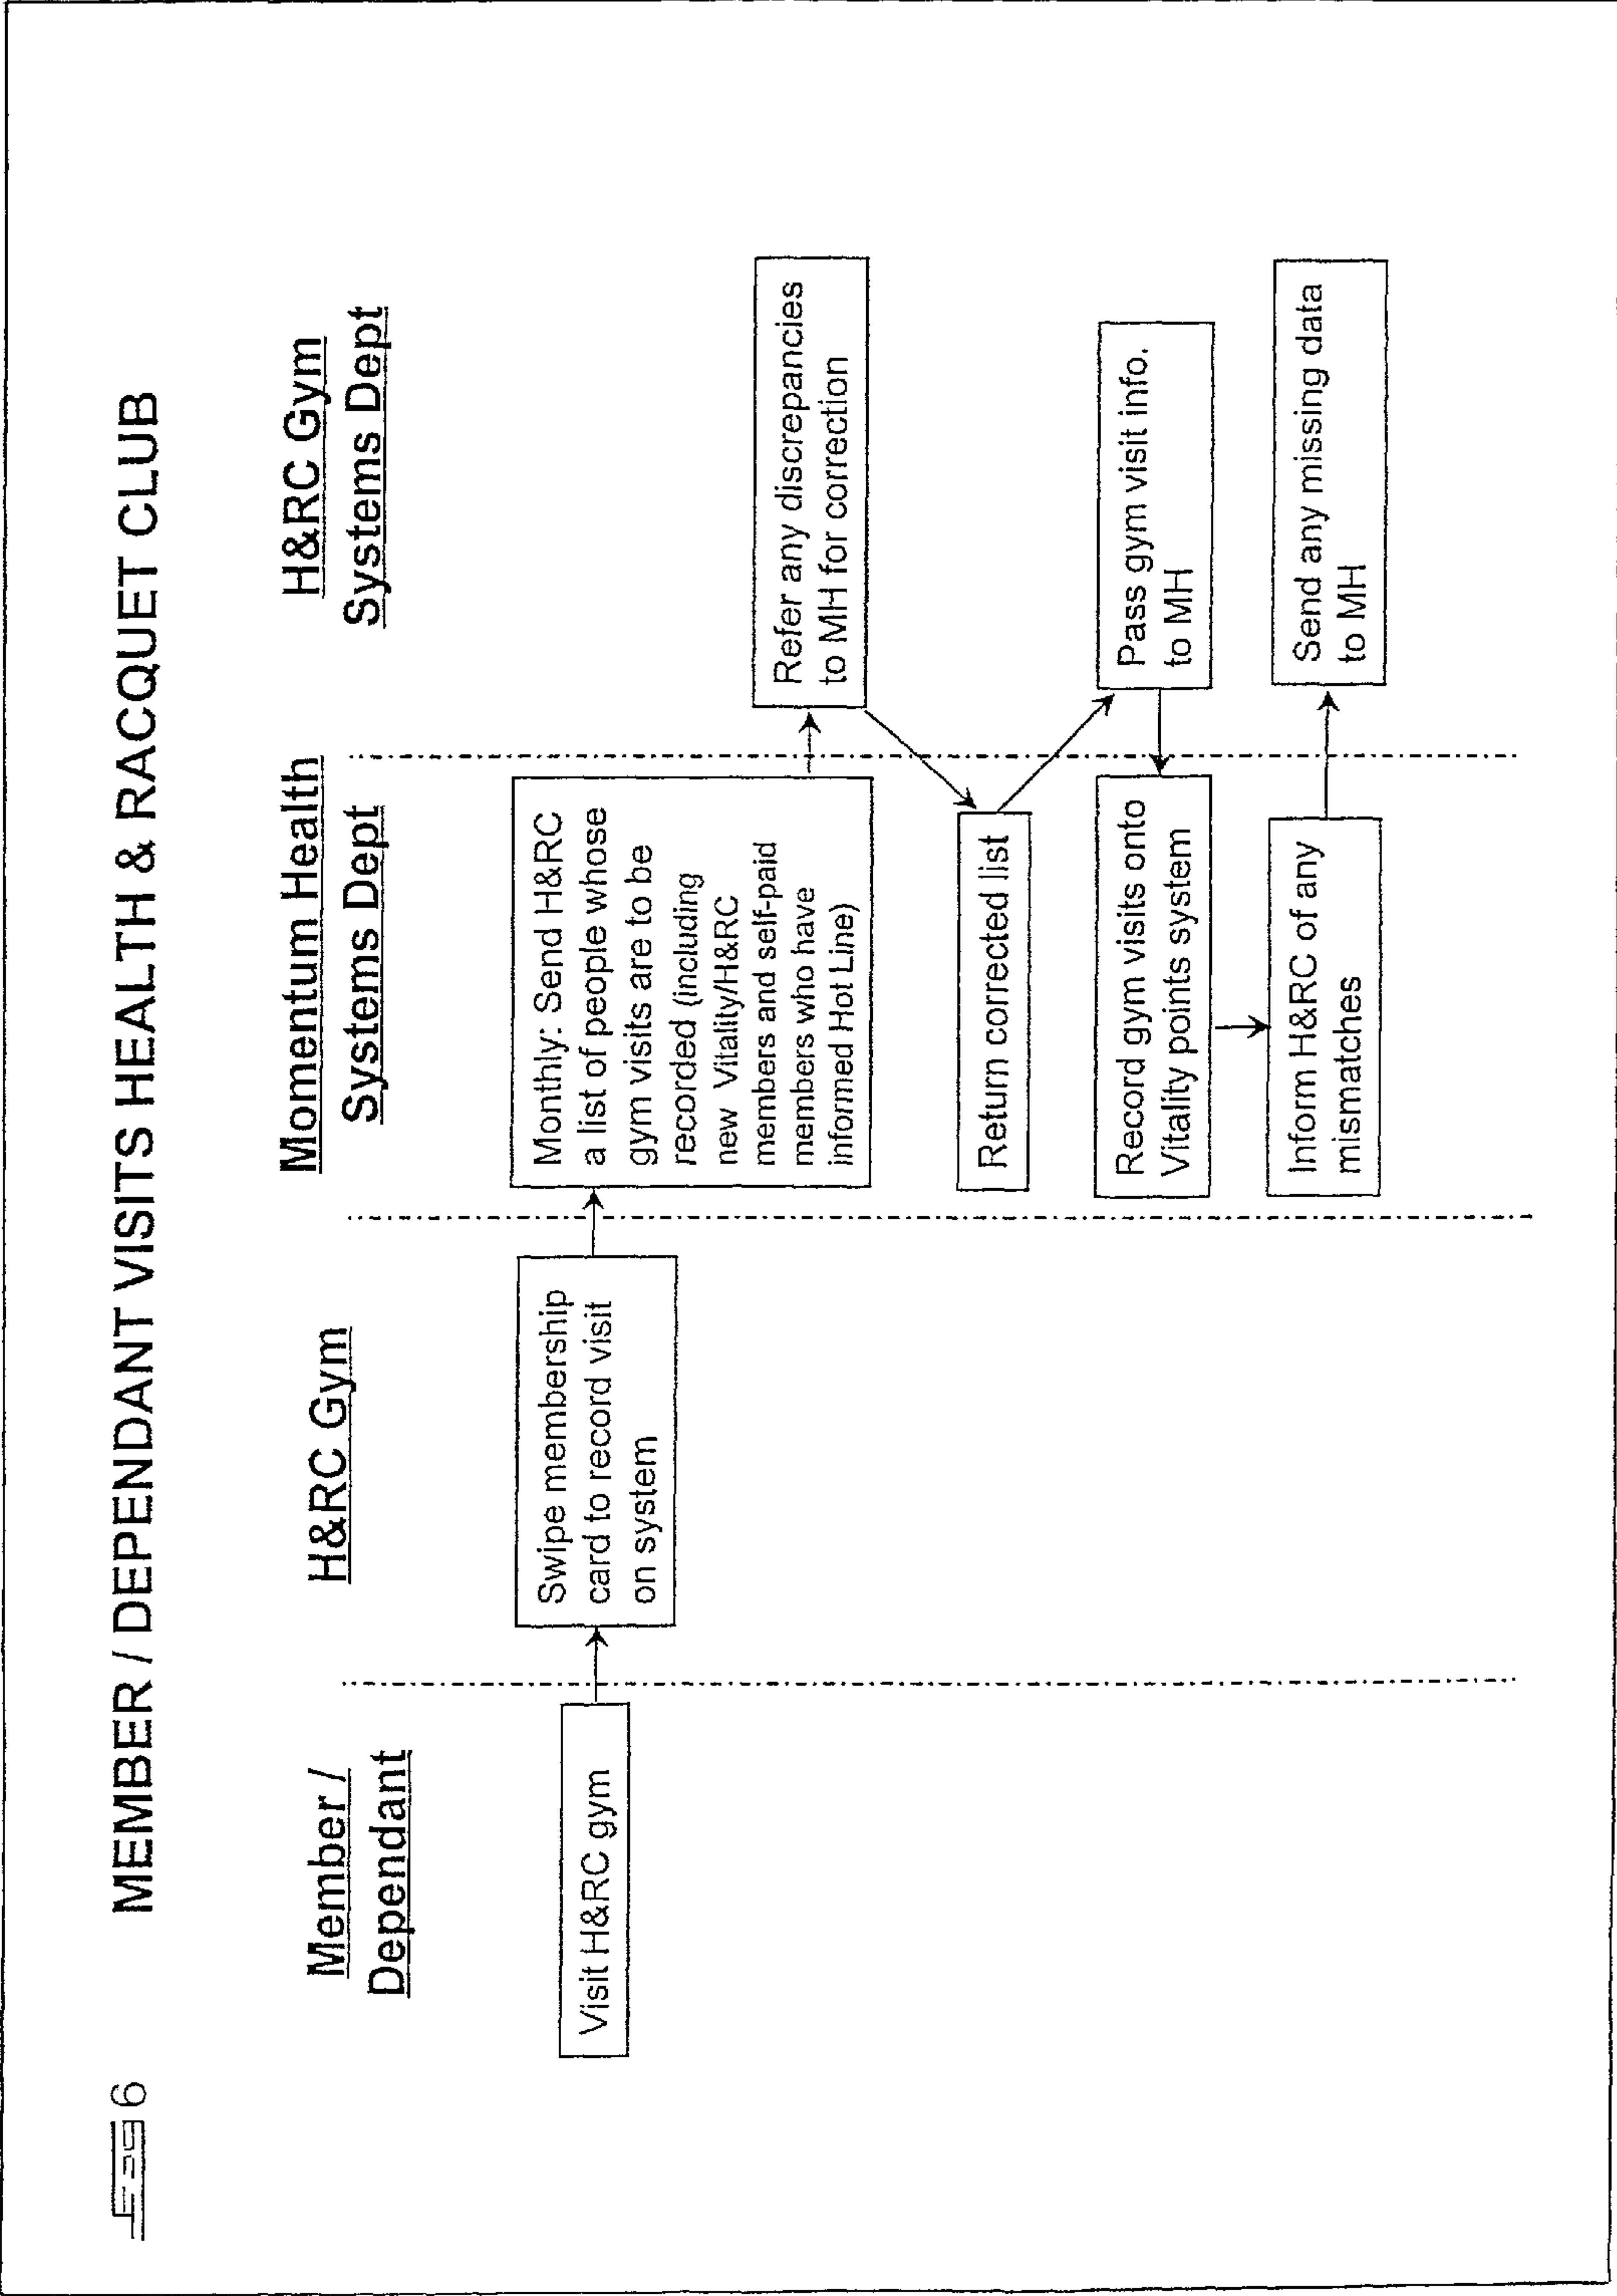 6
MEMBER / DEPENDANT VISITS HEALTH & RACQUET CLUB
Member /
Dependant
H&RC Gym
Momentum Health
Systems Dept
H&RC Gym
Systems Dept
Visit H&RC gym
Swipe membership
card to record visit
on system
Monthly: Send H&RC
a list of people whose
gym visits are to be
recorded (including
new Vitality/H&RC
members and self-paid
members who have
informed Hot Line)
Refer any discrepancies
to MH for correction
Return corrected list
Pass gym visit info.
to MH
Record gym visits onto
Vitality points system
Inform H&RC of any
mismatches
Send any missing data
to MH